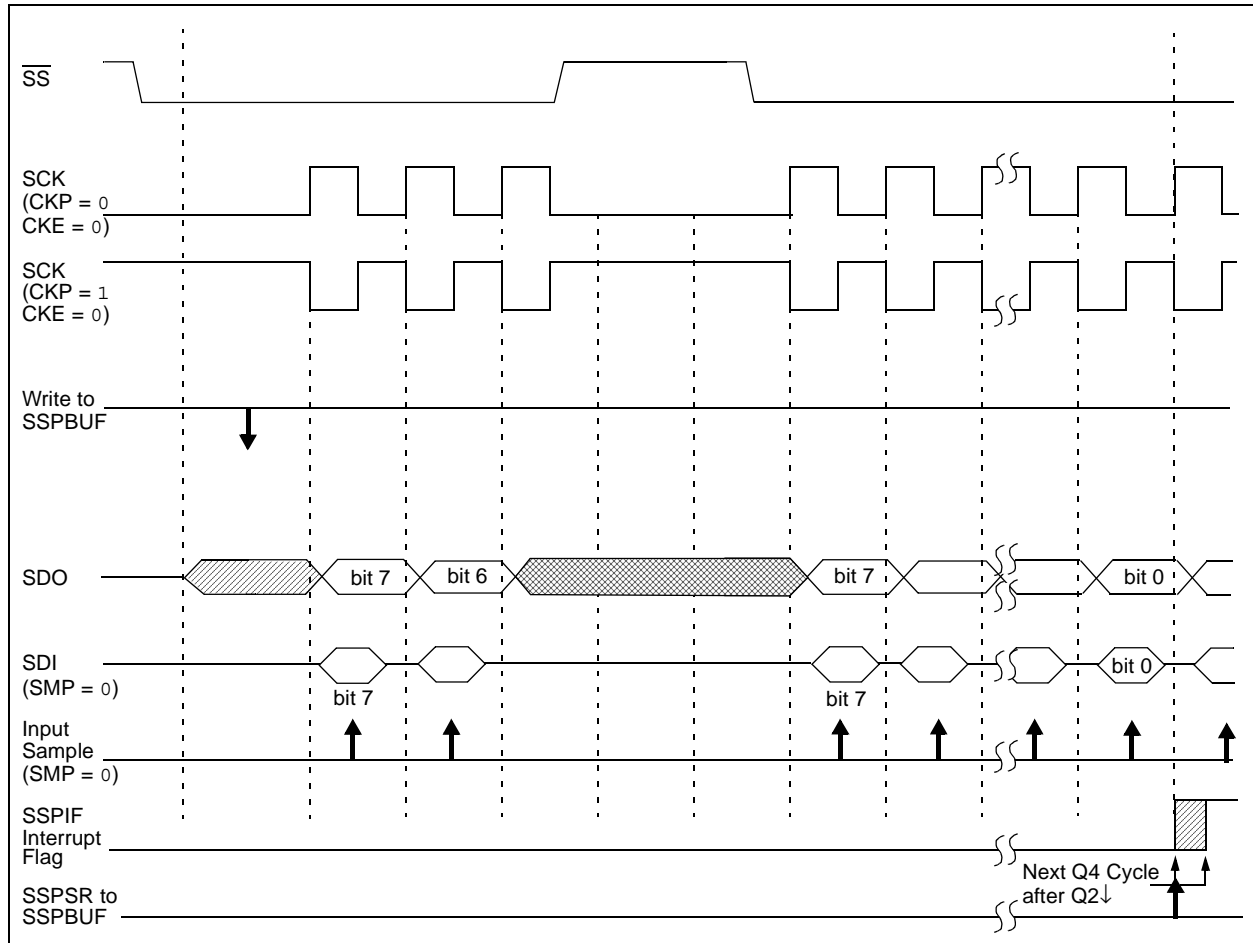 SS
SCK
(CKP = 0
CKE = 0)
SCK
(CKP = 1
CKE = 0)
Write to
SSPBUF
SDO
bit 7
bit 6
bit 7
bit 0
SDI
(SMP = 0)
bit 7
bit 7
bit 0
Input
Sample
(SMP = 0)
SSPIF
Interrupt
Flag
Next Q4 Cycle
after Q2↓
SSPSR to
SSPBUF